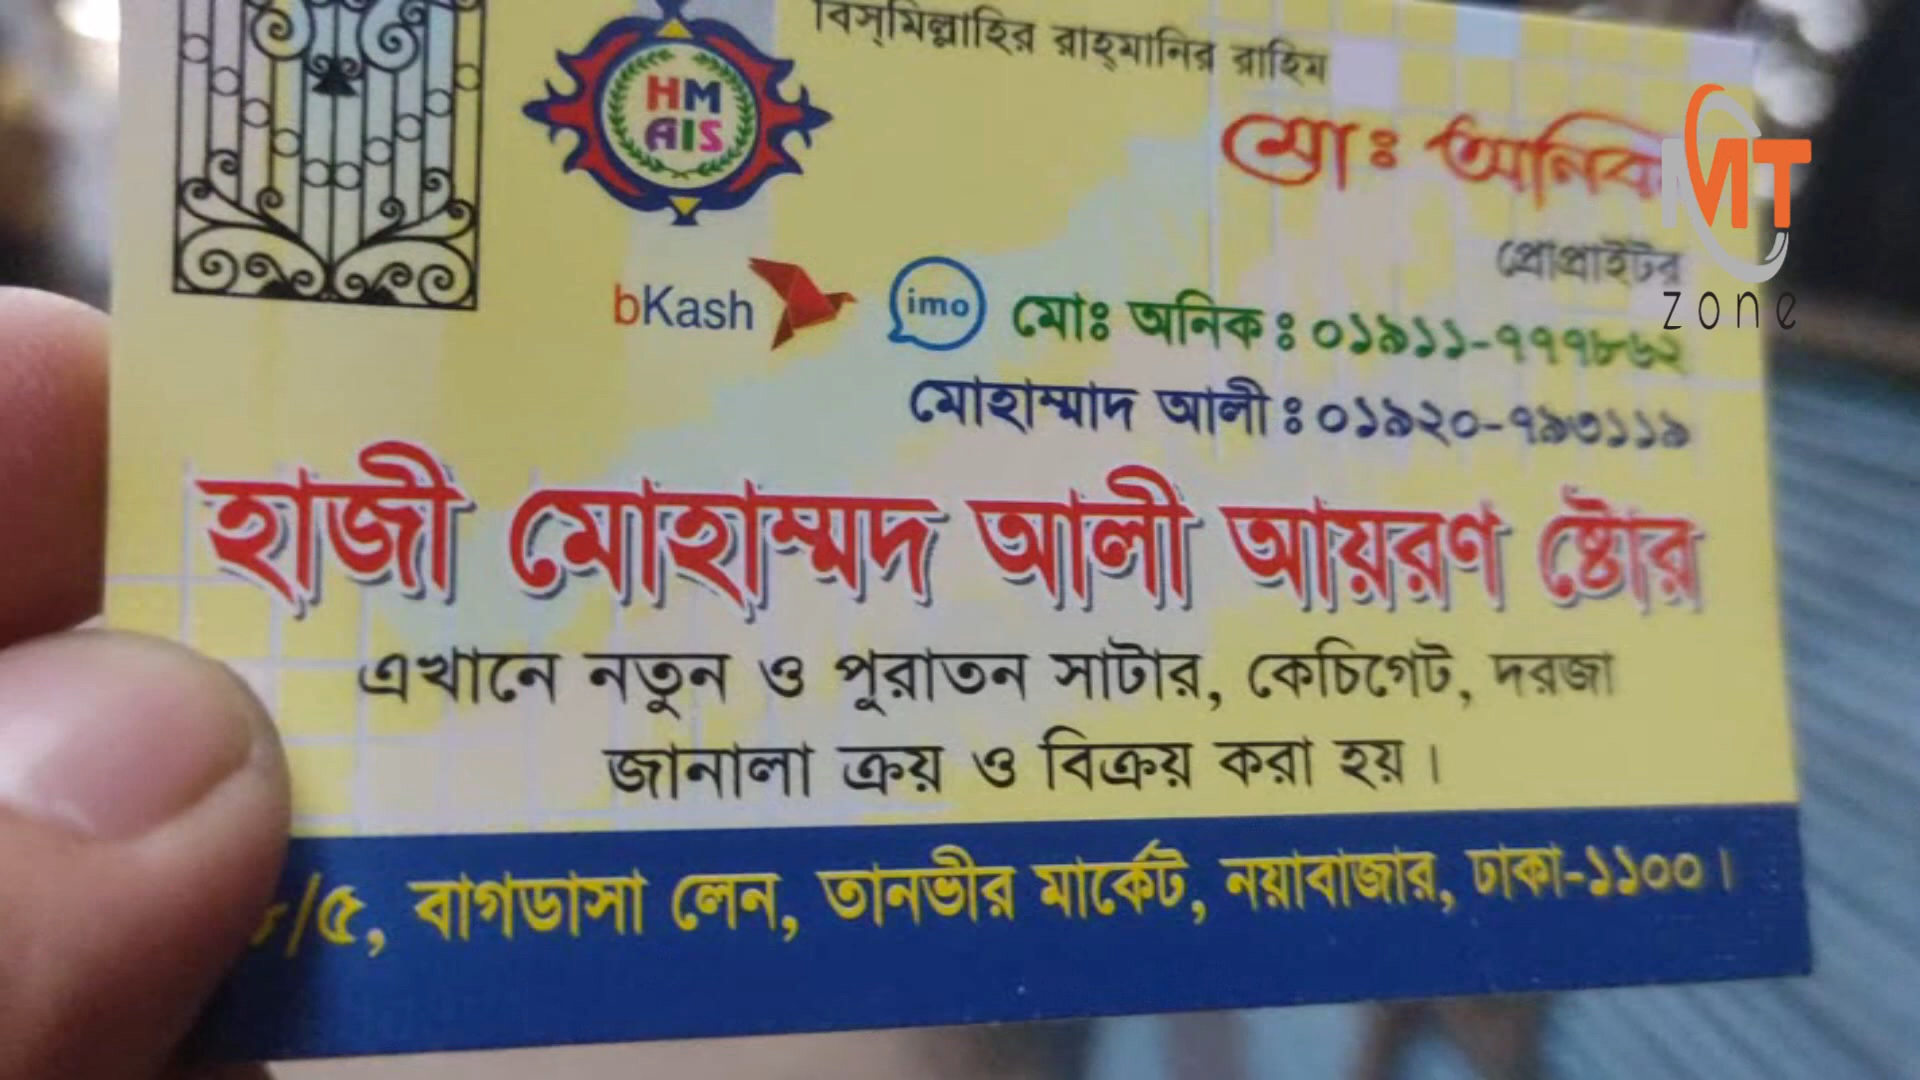 বিস্‌মিল্লাহির রাহ্‌মানির রাহিম
HM
AIS
মোঃ অনিক
MT
zone
প্রোপ্রাইটর
bKash imo মোঃ অনিক : ০১৯১১-৭৭৭৮৬২
মোহাম্মাদ আলী : ০১৯২০-৭৯৩১১৯
হাজী মোহাম্মদ আলী আয়রণ ষ্টোর
এখানে নতুন ও পুরাতন সাটার, কেচিগেট, দরজা
জানালা ক্রয় ও বিক্রয় করা হয়।
/৫, বাগডাসা লেন, তানভীর মার্কেট, নয়াবাজার, ঢাকা-১১০০।